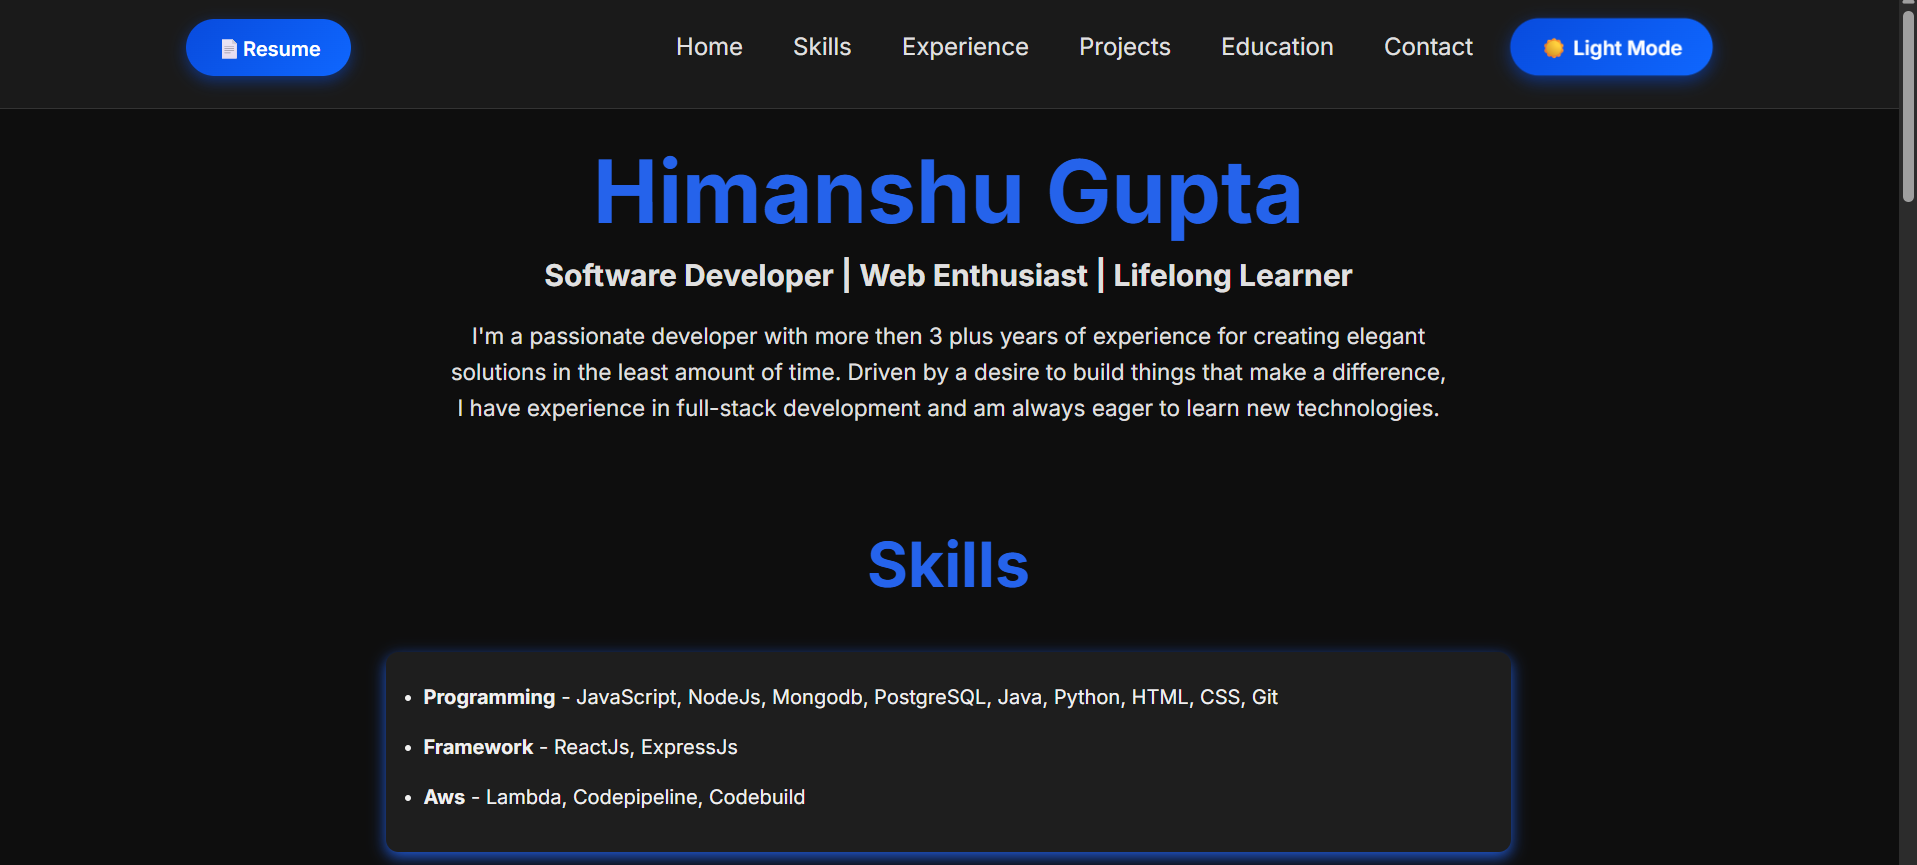 Resume
Home
Skills
Experience
Projects
Education
Contact
Light Mode
Himanshu Gupta
Software Developer | Web Enthusiast | Lifelong Learner
I'm a passionate developer with more then 3 plus years of experience for creating elegant
solutions in the least amount of time. Driven by a desire to build things that make a difference,
I have experience in full-stack development and am always eager to learn new technologies.
Skills
• Programming - JavaScript, NodeJs, Mongodb, PostgreSQL, Java, Python, HTML, CSS, Git
• Framework - ReactJs, ExpressJs
• Aws - Lambda, Codepipeline, Codebuild